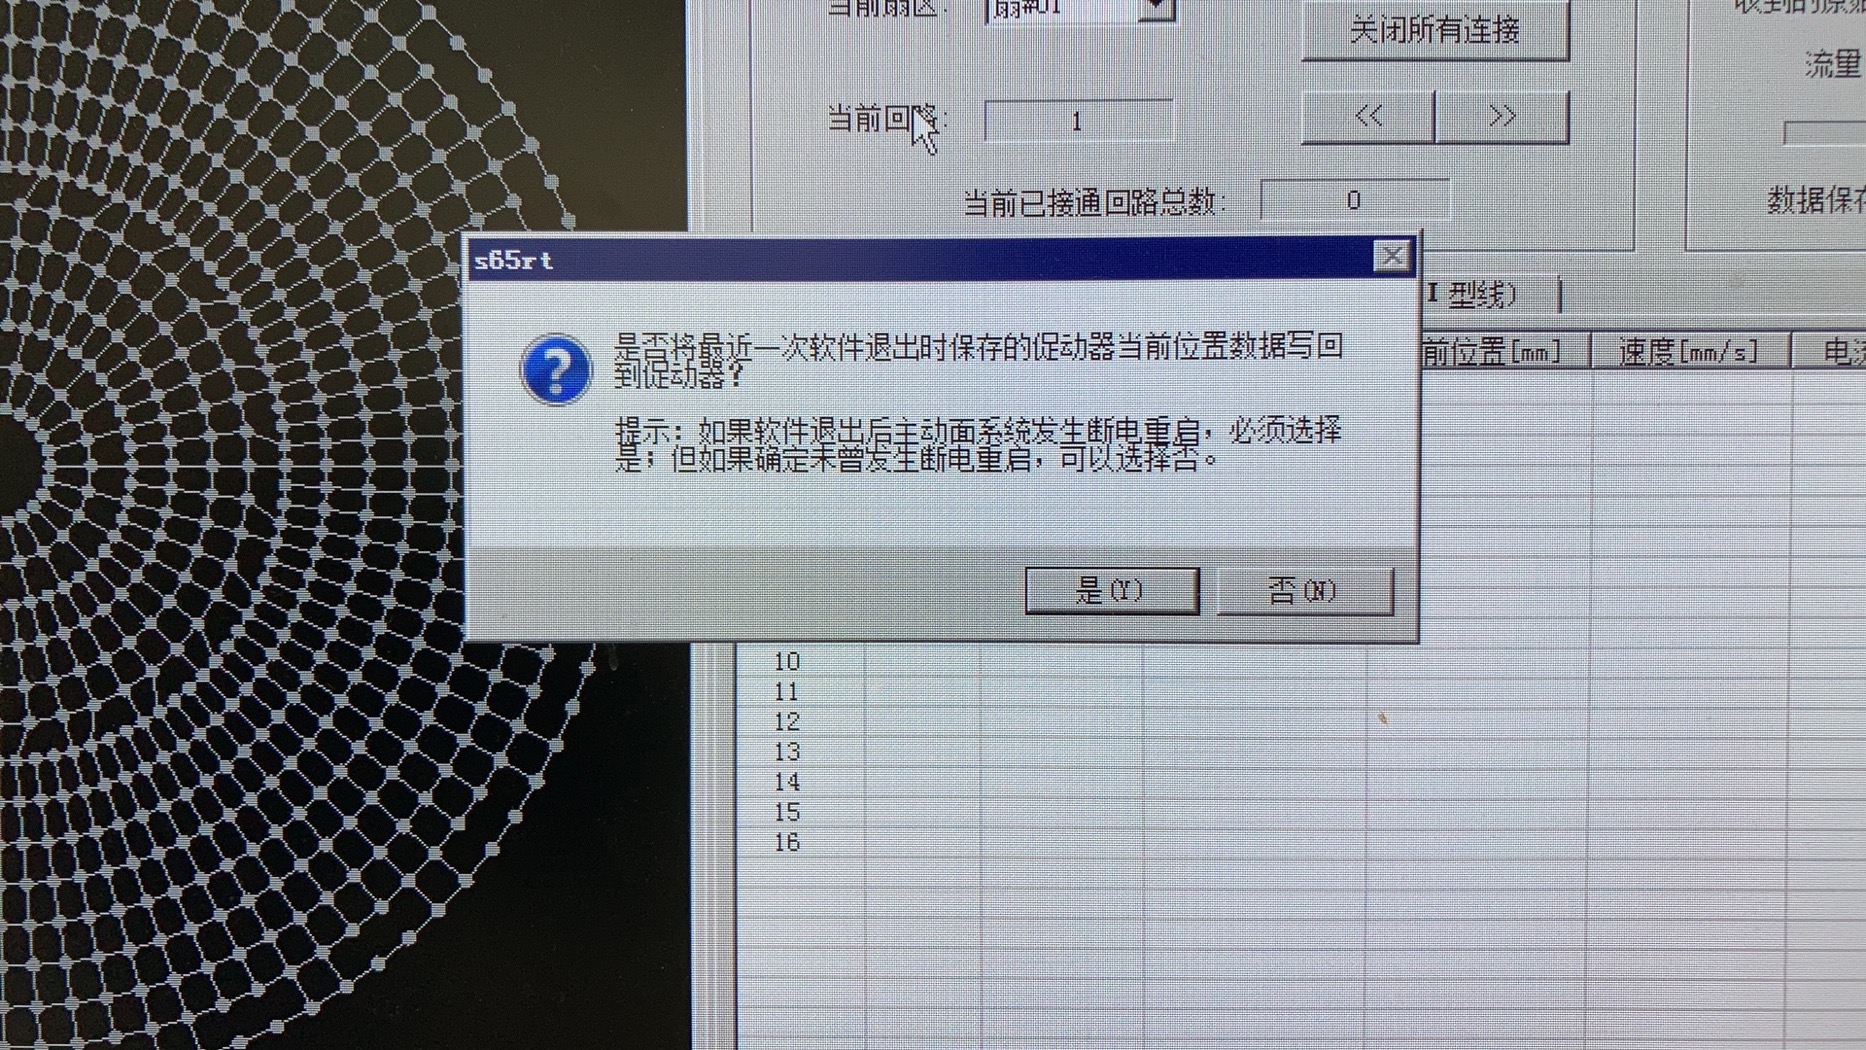 当前扇区:
扇#01
关闭所有连接
收到的原始
流量
当前回路:
1
<<
>>
当前已接通回路总数:
0
数据保存
s65rt
I型线)
是否将最近一次软件退出时保存的促动器当前位置数据写回
到促动器?
提示: 如果软件退出后主动面系统发生断电重启, 必须选择
是; 但如果确定未曾发生断电重启, 可以选择否。
前位置[mm]
速度[mm/s]
电流
是(Y)
否(N)
10
11
12
13
14
15
16